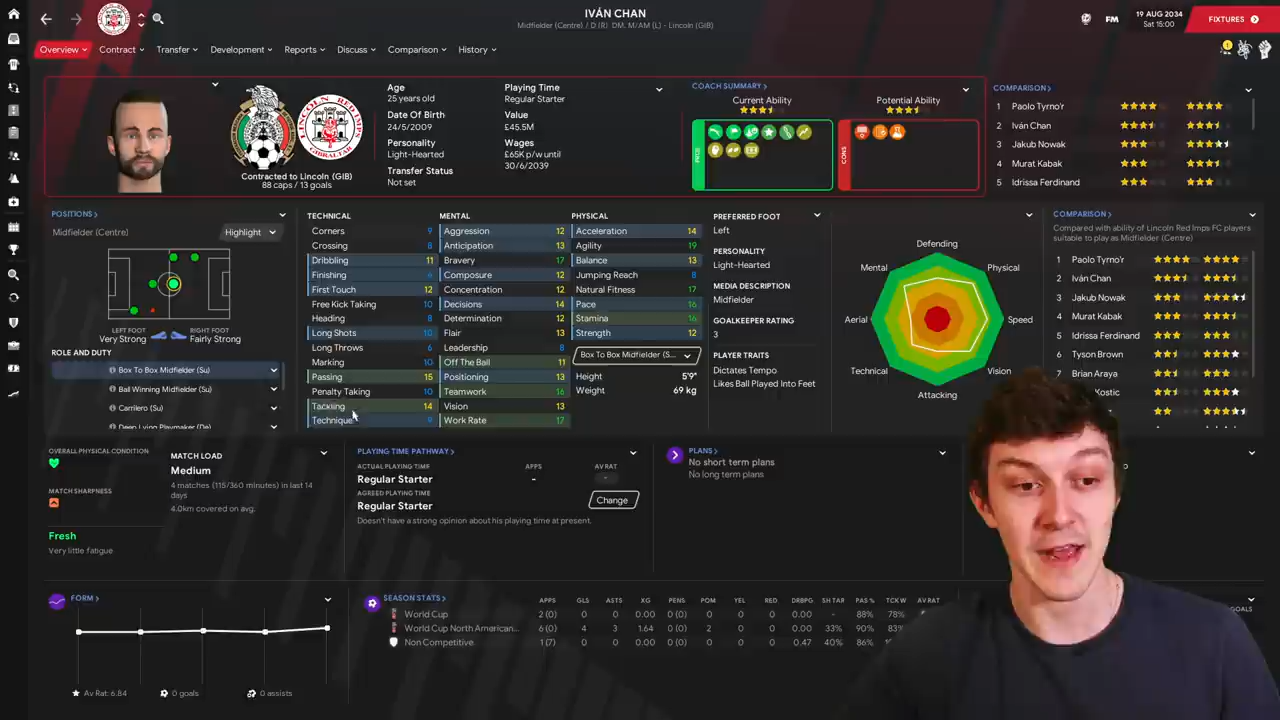 IVÁN CHAN
Midfielder (Centre) / D (R), DM, M/AM (L) - Lincoln (GIB)
FM
19 AUG 2034
Sat 15:00
FIXTURES
Overview
Contract
Transfer
Development
Reports
Discuss
Comparison
History
Contracted to Lincoln (GIB)
88 caps / 13 goals
Age
25 years old
Date Of Birth
24/5/2009
Personality
Light-Hearted
Transfer Status
Not set
Playing Time
Regular Starter
Value
£45.5M
Wages
£65K p/w until
30/6/2039
COACH SUMMARY
Current Ability
Potential Ability
PROS
CONS
COMPARISON
1 Paolo Tyrno'r
2 Iván Chan
3 Jakub Nowak
4 Murat Kabak
5 Idrissa Ferdinand
POSITIONS
Midfielder (Centre)
Highlight
LEFT FOOT
Very Strong
RIGHT FOOT
Fairly Strong
ROLE AND DUTY
Box To Box Midfielder (Su)
Ball Winning Midfielder (Su)
Carrilero (Su)
Deep Lying Playmaker (De)
TECHNICAL
Corners 9
Crossing 8
Dribbling 11
Finishing
First Touch 12
Free Kick Taking 10
Heading 8
Long Shots 10
Long Throws 6
Marking 10
Passing 15
Penalty Taking 10
Tackling 14
Technique 9
MENTAL
Aggression 12
Anticipation 13
Bravery 17
Composure 12
Concentration 12
Decisions 14
Determination 12
Flair 13
Leadership 8
Off The Ball 11
Positioning 13
Teamwork 16
Vision 13
Work Rate 17
PHYSICAL
Acceleration 14
Agility 19
Balance 13
Jumping Reach 8
Natural Fitness 17
Pace 16
Stamina 16
Strength 12
Box To Box Midfielder (S...
Height 5'9"
Weight 69 kg
PREFERRED FOOT
Left
PERSONALITY
Light-Hearted
MEDIA DESCRIPTION
Midfielder
GOALKEEPER RATING
3
PLAYER TRAITS
Dictates Tempo
Likes Ball Played Into Feet
Defending
Physical
Speed
Vision
Attacking
Technical
Aerial
Mental
COMPARISON
Compared with ability of Lincoln Red Imps FC players
suitable to play as Midfielder (Centre)
1 Paolo Tyrno'r
2 Iván Chan
3 Jakub Nowak
4 Murat Kabak
5 Idrissa Ferdinand
6 Tyson Brown
7 Brian Araya
Kostic
OVERALL PHYSICAL CONDITION
MATCH SHARPNESS
Fresh
Very little fatigue
MATCH LOAD
Medium
4 matches (115/360 minutes) in last 14
days
4.0km covered on avg.
PLAYING TIME PATHWAY
ACTUAL PLAYING TIME
Regular Starter
APPS
-
AV RAT
-
AGREED PLAYING TIME
Regular Starter
Change
Doesn't have a strong opinion about his playing time at present.
PLANS
No short term plans
No long term plans
FORM
Av Rat: 6.84
0 goals
0 assists
SEASON STATS
APPS GLS ASTS XG PENS POM YEL RED DRBPG SH TAR PAS % TCK W AV RAT
World Cup 2 (0) 0 0 0.00 0 (0) 0 0 0 0.00 - 88% 78%
World Cup North American... 6 (0) 4 3 1.64 0 (0) 2 0 0 0.00 33% 90% 83%
Non Competitive 1 (7) 0 0 0.00 0 (0) 0 0 0 0.47 40% 86%
GOALS